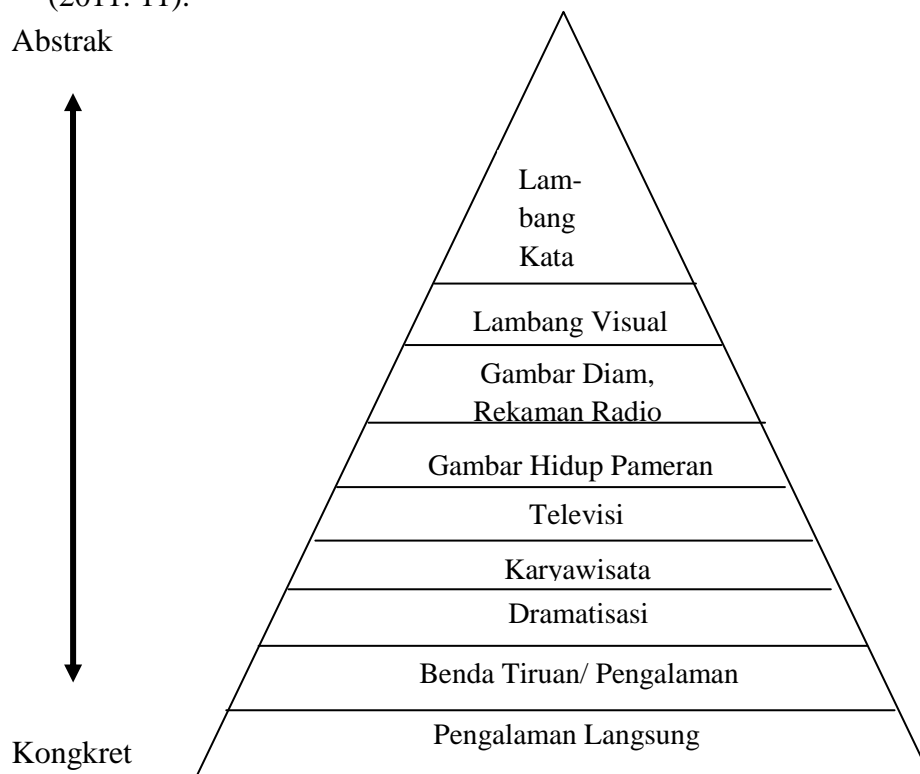 (2011: 11).
Abstrak
Lam-
bang
Kata
Lambang Visual
Gambar Diam,
Rekaman Radio
Gambar Hidup Pameran
Televisi
Karyawisata
Dramatisasi
Benda Tiruan/ Pengalaman
Pengalaman Langsung
Kongkret